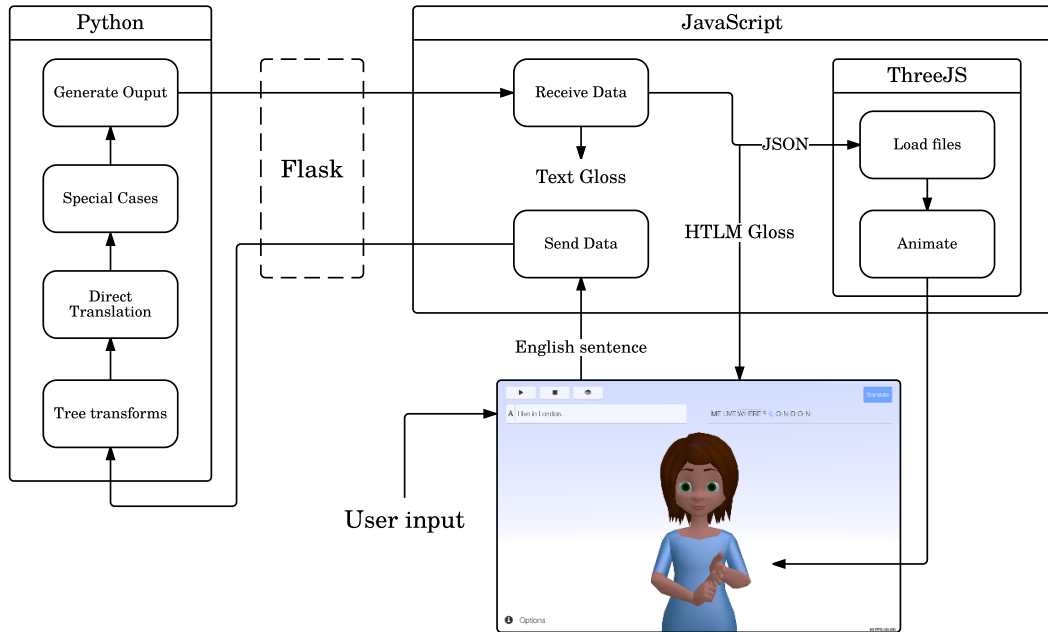 Python
JavaScript
Generate Ouput
Receive Data
ThreeJS
JSON
Load files
Flask
Text Gloss
Special Cases
HTLM Gloss
Send Data
Animate
Direct
Translation
English sentence
Tree transforms
Translate
A I live in London.
ME LIVE WHERE
User input
Options